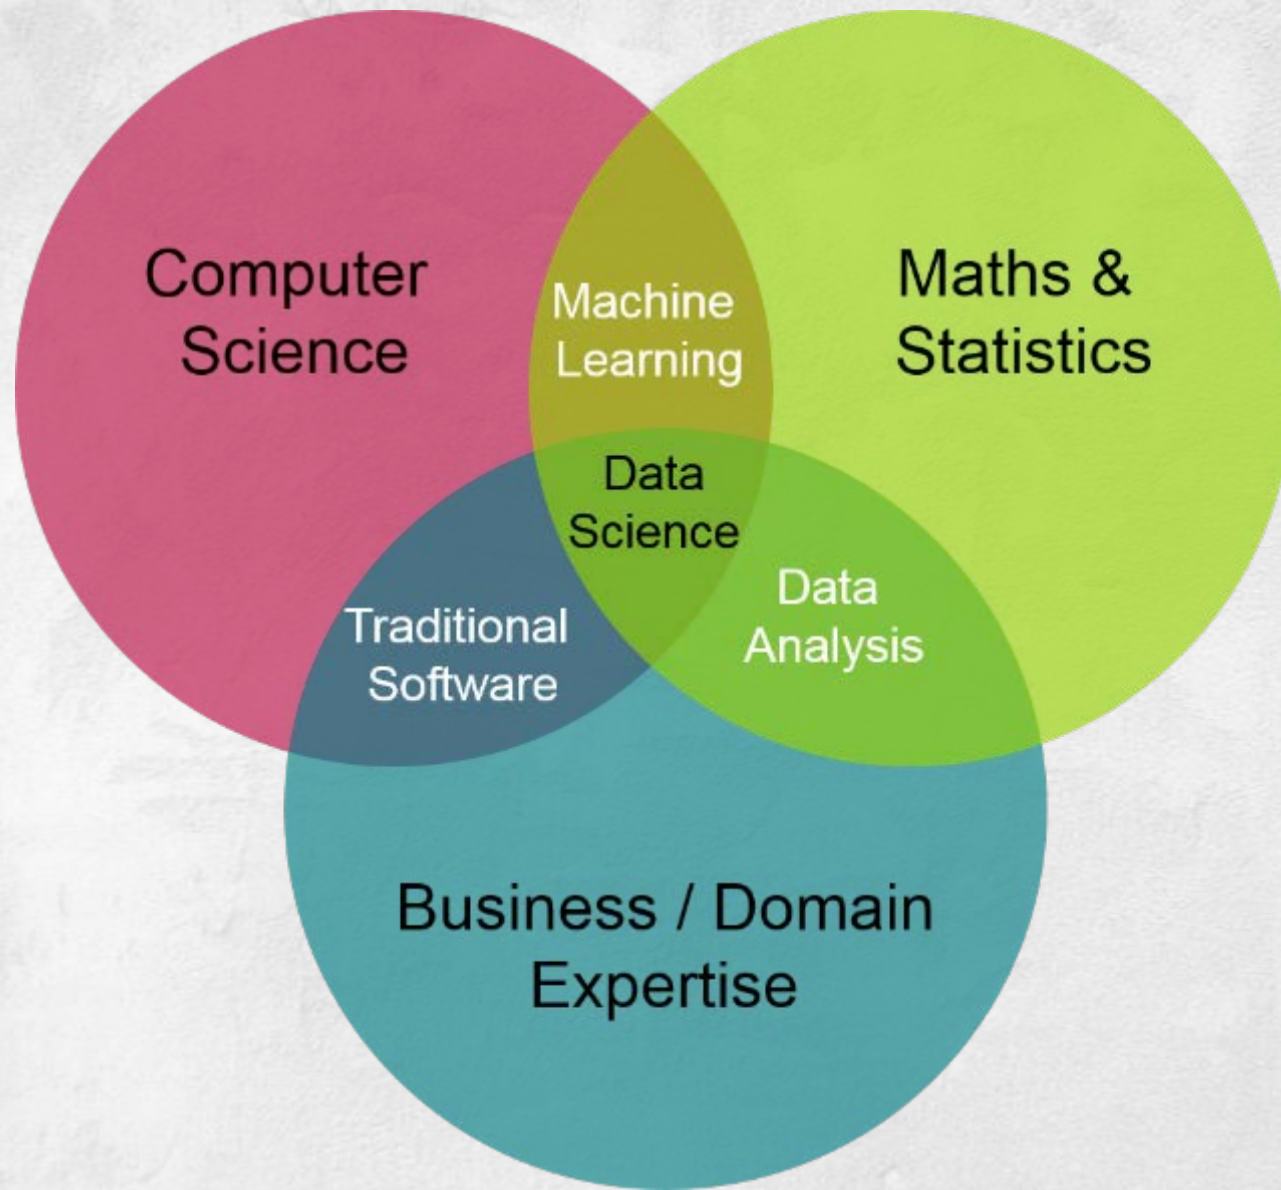 Computer
Science
Machine
Learning
Maths &
Statistics
Data
Science
Traditional
Software
Data
Analysis
Business / Domain
Expertise